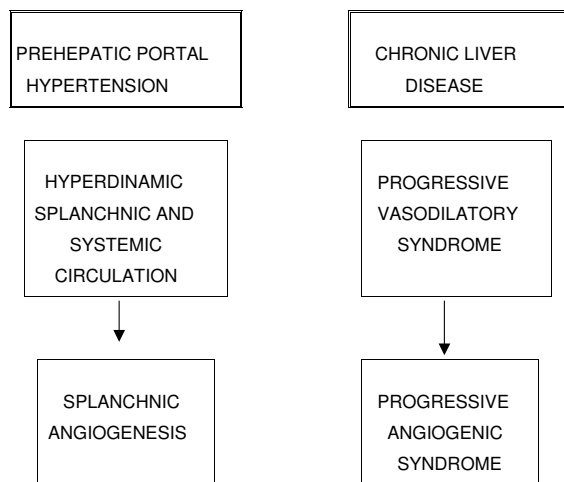 PREHEPATIC PORTAL
HYPERTENSION
CHRONIC LIVER
DISEASE
HYPERDINAMIC
SPLANCHNIC AND
SYSTEMIC
CIRCULATION
PROGRESSIVE
VASODILATORY
SYNDROME
SPLANCHNIC
ANGIOGENESIS
PROGRESSIVE
ANGIOGENIC
SYNDROME